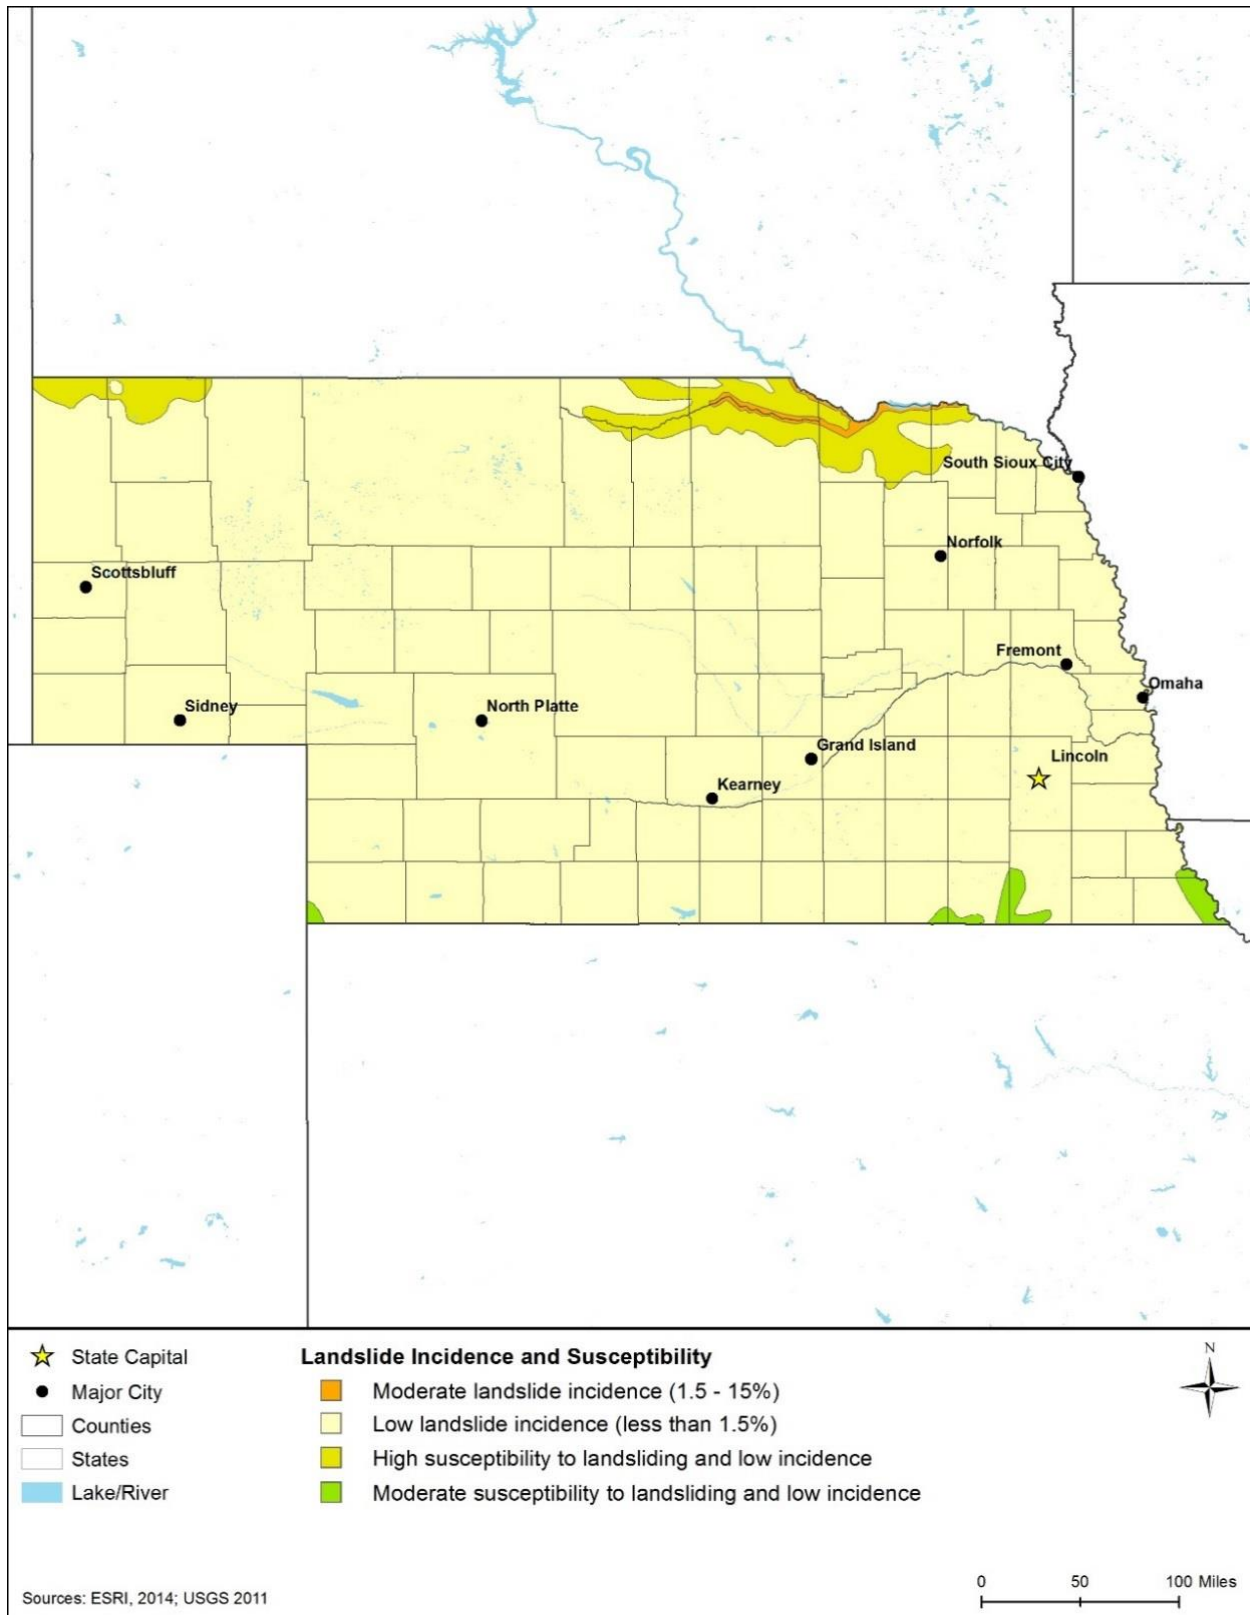 South Sioux City
Norfolk
Scottsbluff
Fremont
Omaha
Sidney
North Platte
Grand Island
Lincoln
Kearney
State Capital
Major City
Counties
States
Lake/River
Landslide Incidence and Susceptibility
Moderate landslide incidence (1.5 - 15%)
Low landslide incidence (less than 1.5%)
High susceptibility to landsliding and low incidence
Moderate susceptibility to landsliding and low incidence
N
Sources: ESRI, 2014; USGS 2011
0 50 100 Miles